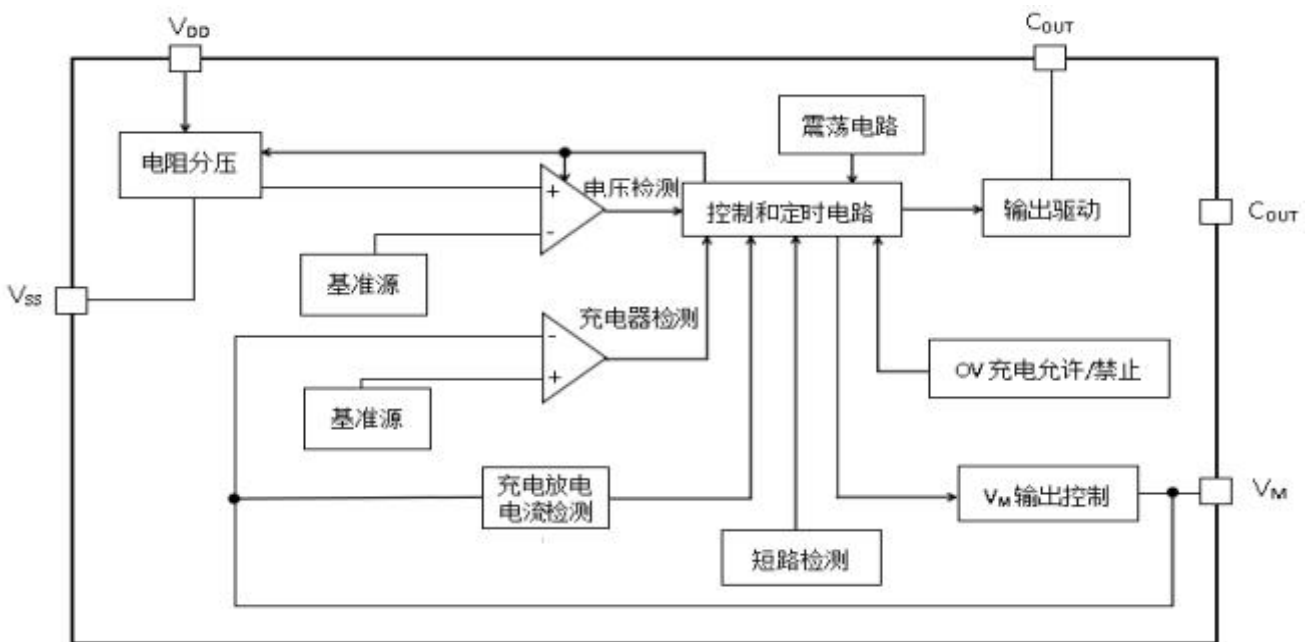 VDD
COUT
震荡电路
电阻分压
+
电压检测
控制和定时电路
输出驱动
COUT
-
基准源
VSS
充电器检测
-
0V 充电允许/禁止
+
基准源
充电放电
电流检测
VM 输出控制
VM
短路检测